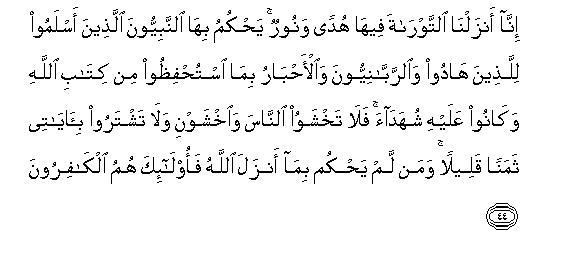 إِنَّآ أَنزَلْنَا ٱلتَّوْرَىٰةَ فِيهَا هُدًى وَنُورٌ ۚ يَحْكُمُ بِهَا ٱلنَّبِيُّونَ ٱلَّذِينَ أَسْلَمُوا۟
لِلَّذِينَ هَادُوا۟ وَٱلرَّبَّـٰنِيُّونَ وَٱلْأَحْبَارُ بِمَا ٱسْتُحْفِظُوا۟ مِن كِتَـٰبِ ٱللَّهِ
وَكَانُوا۟ عَلَيْهِ شُهَدَآءَ ۚ فَلَا تَخْشَوُا۟ ٱلنَّاسَ وَٱخْشَوْنِ وَلَا تَشْتَرُوا۟ بِـَٔايَـٰتِى
ثَمَنًا قَلِيلًا ۚ وَمَن لَّمْ يَحْكُم بِمَآ أَنزَلَ ٱللَّهُ فَأُو۟لَـٰٓئِكَ هُمُ ٱلْكَـٰفِرُونَ
٤٤